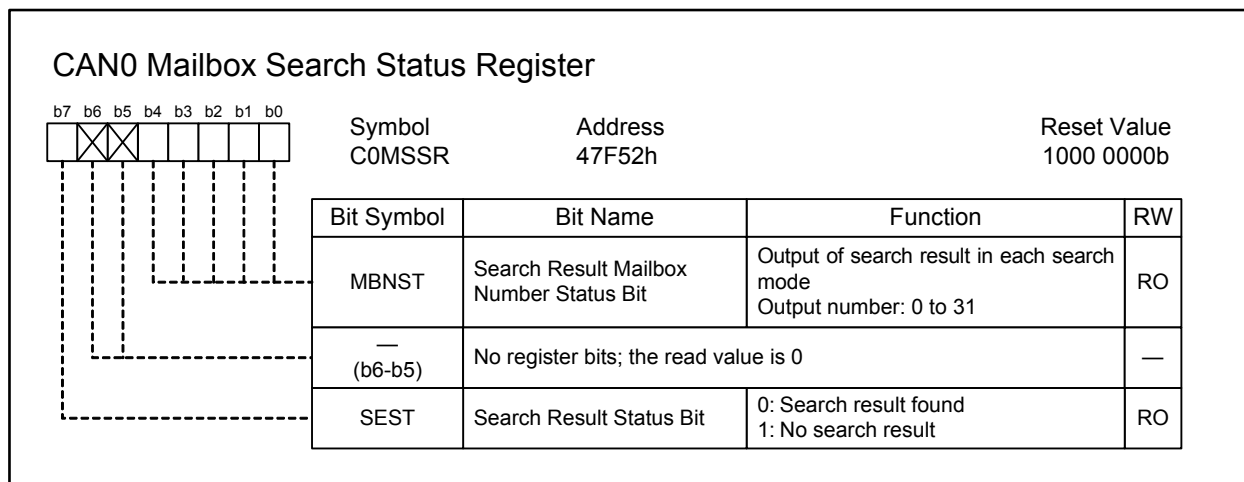 CAN0 Mailbox Search Status Register
b7 b6 b5 b4 b3 b2 b1 b0
Symbol Address Reset Value
C0MSSR 47F52h 1000 0000b
Bit Symbol Bit Name Function RW
MBNST Search Result Mailbox Number Status Bit Output of search result in each search mode Output number: 0 to 31 RO
— (b6-b5) No register bits; the read value is 0 —
SEST Search Result Status Bit 0: Search result found 1: No search result RO